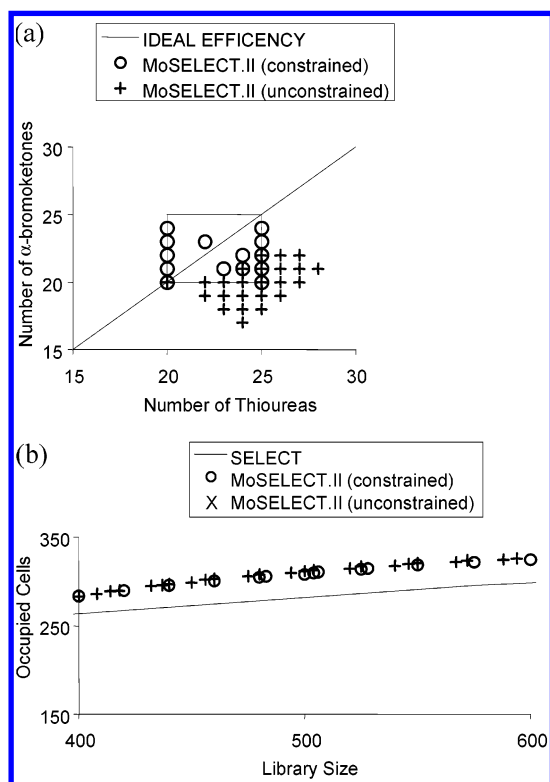 (a)
IDEAL EFFICENCY
MoSELECT.II (constrained)
MoSELECT.II (unconstrained)
30
25
20
15
Number of α-bromoketones
15 20 25 30
Number of Thioureas
(b)
SELECT
MoSELECT.II (constrained)
MoSELECT.II (unconstrained)
350
250
150
Occupied Cells
400 500 600
Library Size